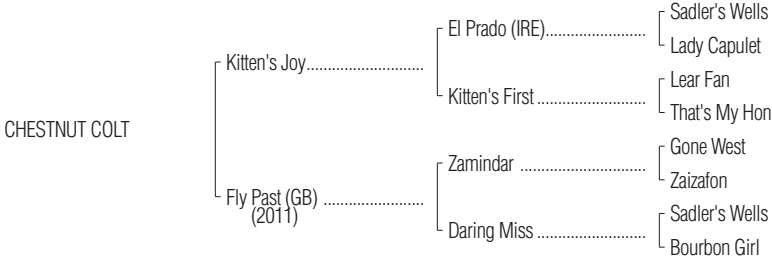 Sadler's Wells
El Prado (IRE)........................
Lady Capulet
Kitten's Joy...........................
Lear Fan
Kitten's First .........................
That's My Hon
CHESTNUT COLT
Gone West
Zamindar .............................
Zaizafon
Fly Past (GB) .......................
(2011)
Sadler's Wells
Daring Miss .........................
Bourbon Girl